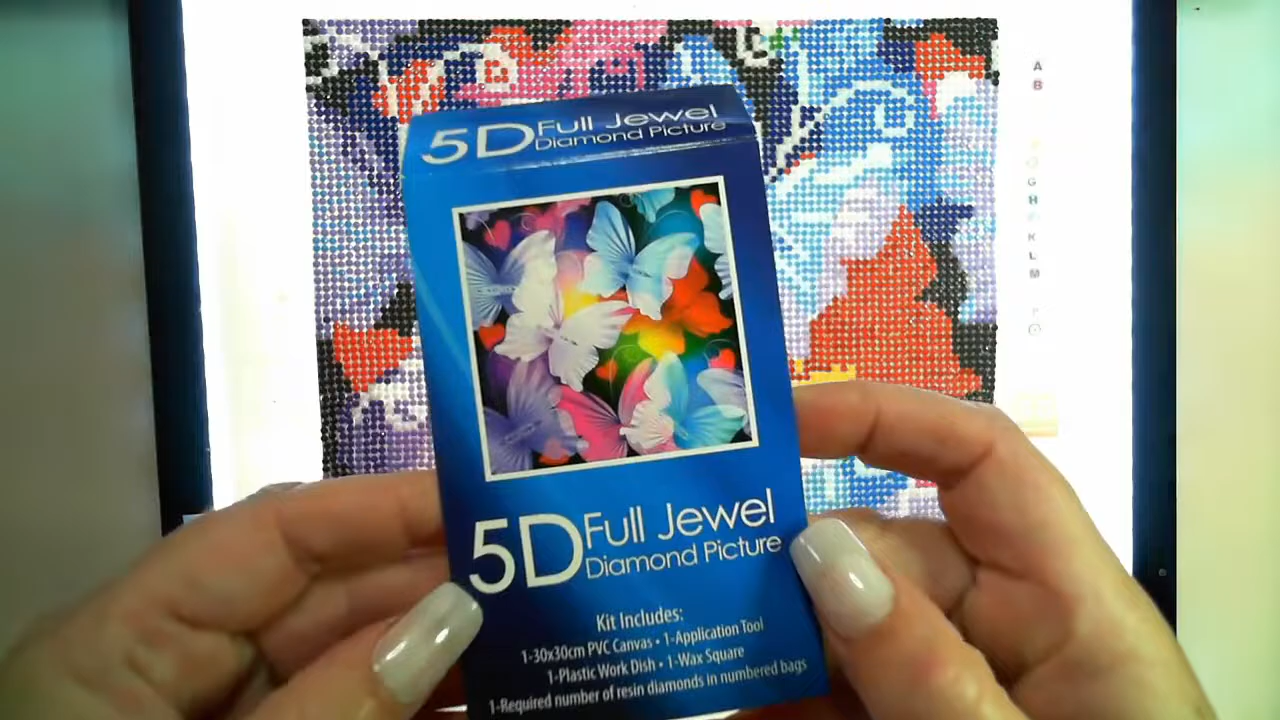 5D Full Jewel
Diamond Picture
A
B
G
H
K
L
M
5D Full Jewel
Diamond Picture
Kit Includes:
1-30x30cm PVC Canvas • 1-Application Tool
1-Plastic Work Dish • 1-Wax Square
1-Required number of resin diamonds in numbered bags